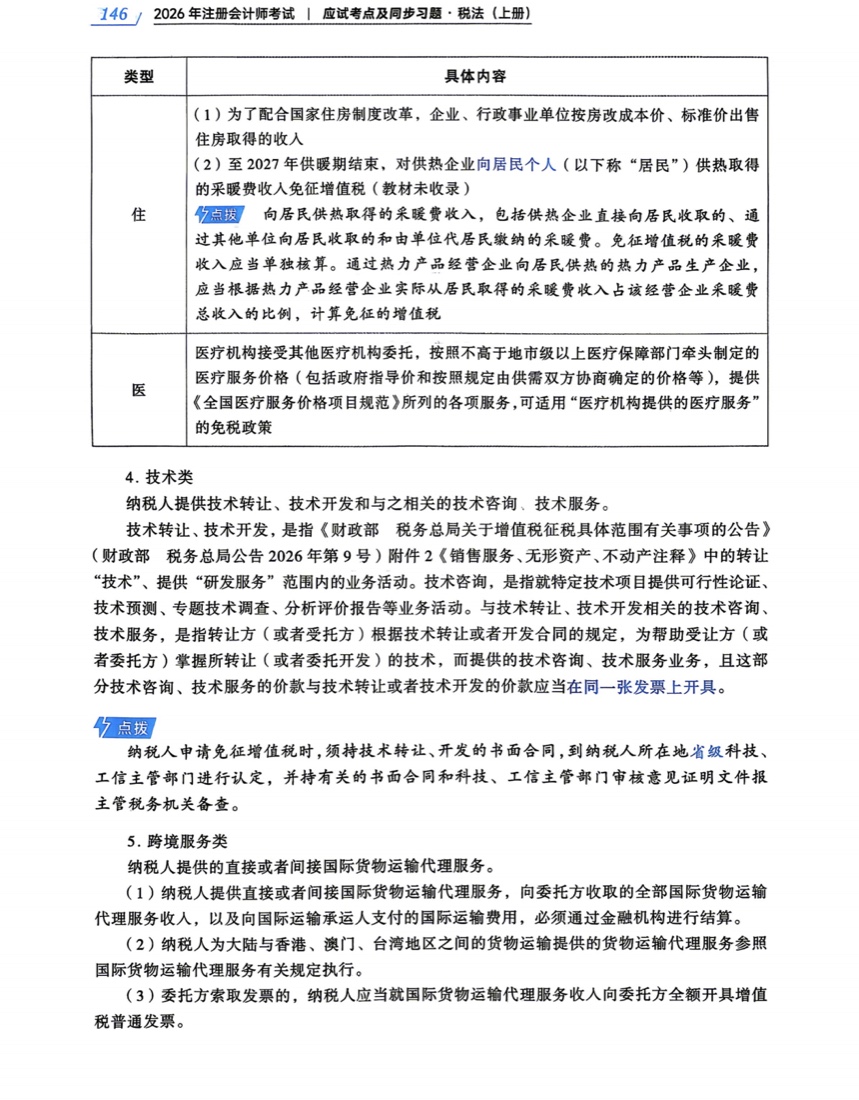 146 2026 年注册会计师考试 | 应试考点及同步习题·税法（上册）
类型 具体内容
住
（1）为了配合国家住房制度改革，企业、行政事业单位按房改成本价、标准价出售
住房取得的收入
（2）至 2027 年供暖期结束，对供热企业向居民个人（以下称“居民”）供热取得
的采暖费收入免征增值税（教材未收录）
点拨 向居民供热取得的采暖费收入，包括供热企业直接向居民收取的、通
过其他单位向居民收取的和由单位代居民缴纳的采暖费。免征增值税的采暖费
收入应当单独核算。通过热力产品经营企业向居民供热的热力产品生产企业，
应当根据热力产品经营企业实际从居民取得的采暖费收入占该经营企业采暖费
总收入的比例，计算免征的增值税
医
医疗机构接受其他医疗机构委托，按照不高于地市级以上医疗保障部门牵头制定的
医疗服务价格（包括政府指导价和按照规定由供需双方协商确定的价格等），提供
《全国医疗服务价格项目规范》所列的各项服务，可适用“医疗机构提供的医疗服务”
的免税政策
4. 技术类
纳税人提供技术转让、技术开发和与之相关的技术咨询、技术服务。
技术转让、技术开发，是指《财政部 税务总局关于增值税征税具体范围有关事项的公告》
（财政部 税务总局公告 2026 年第 9 号）附件 2《销售服务、无形资产、不动产注释》中的转让
“技术”、提供“研发服务”范围内的业务活动。技术咨询，是指就特定技术项目提供可行性论证、
技术预测、专题技术调查、分析评价报告等业务活动。与技术转让、技术开发相关的技术咨询、
技术服务，是指转让方（或者受托方）根据技术转让或者开发合同的规定，为帮助受让方（或
者委托方）掌握所转让（或者委托开发）的技术，而提供的技术咨询、技术服务业务，且这部
分技术咨询、技术服务的价款与技术转让或者技术开发的价款应当在同一张发票上开具。
点拨
纳税人申请免征增值税时，须持技术转让、开发的书面合同，到纳税人所在地省级科技、
工信主管部门进行认定，并持有关的书面合同和科技、工信主管部门审核意见证明文件报
主管税务机关备查。
5. 跨境服务类
纳税人提供的直接或者间接国际货物运输代理服务。
（1）纳税人提供直接或者间接国际货物运输代理服务，向委托方收取的全部国际货物运输
代理服务收入，以及向国际运输承运人支付的国际运输费用，必须通过金融机构进行结算。
（2）纳税人为大陆与香港、澳门、台湾地区之间的货物运输提供的货物运输代理服务参照
国际货物运输代理服务有关规定执行。
（3）委托方索取发票的，纳税人应当就国际货物运输代理服务收入向委托方全额开具增值
税普通发票。